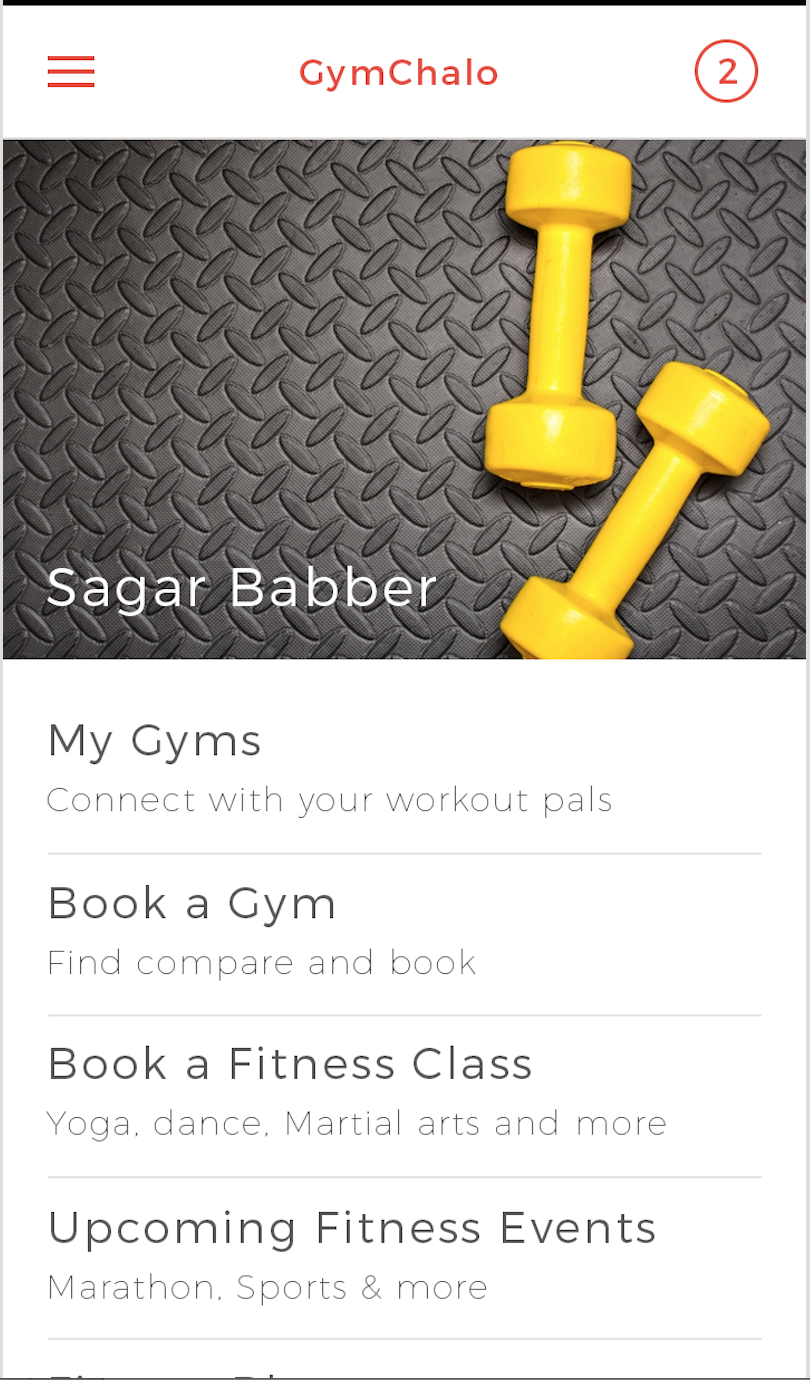 GymChalo
2
Sagar Babber
My Gyms
Connect with your workout pals
Book a Gym
Find compare and book
Book a Fitness Class
Yoga, dance, Martial arts and more
Upcoming Fitness Events
Marathon, Sports & more